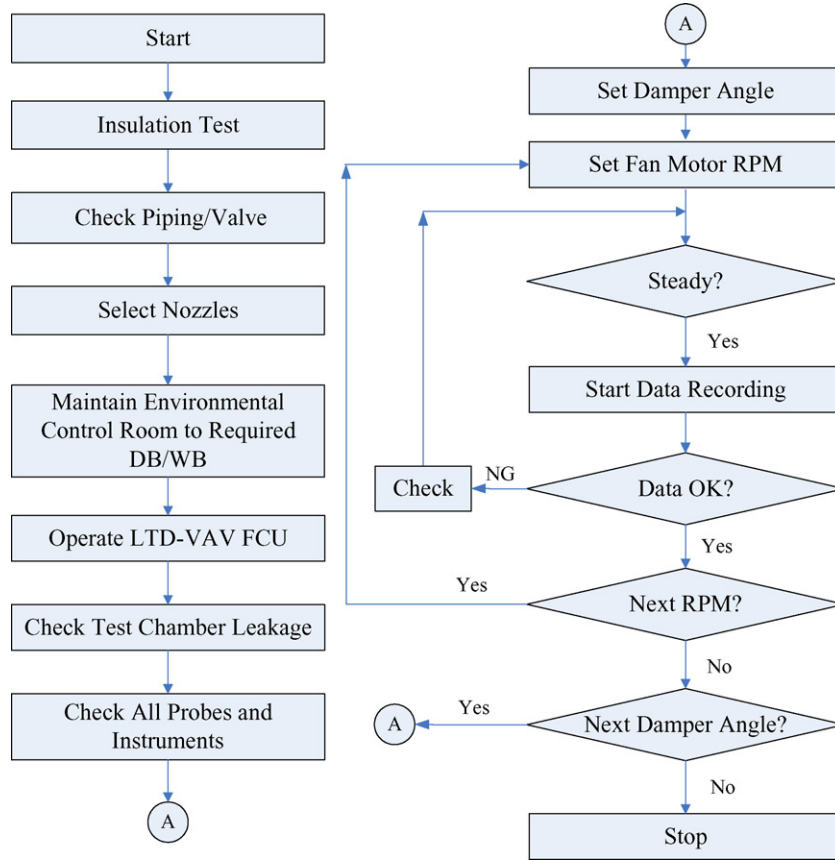 Start
Insulation Test
Check Piping/Valve
Select Nozzles
Maintain Environmental
Control Room to Required
DB/WB
Operate LTD-VAV FCU
Check Test Chamber Leakage
Check All Probes and
Instruments
A
A
Set Damper Angle
Set Fan Motor RPM
Steady?
Yes
Start Data Recording
Check
NG
Data OK?
Yes
Yes
Next RPM?
No
A
Yes
Next Damper Angle?
No
Stop